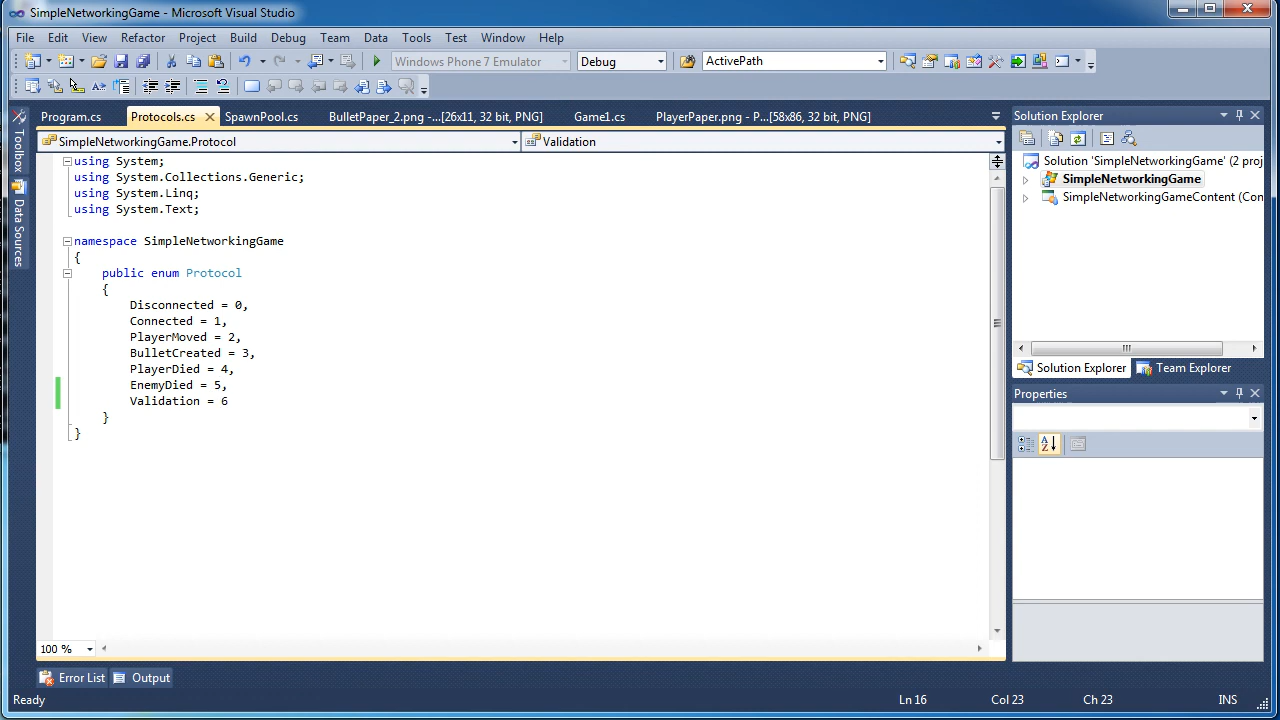 SimpleNetworkingGame - Microsoft Visual Studio
File Edit View Refactor Project Build Debug Team Data Tools Test Window Help
Windows Phone 7 Emulator Debug ActivePath
Program.cs Protocols.cs SpawnPool.cs BulletPaper_2.png -...[26x11, 32 bit, PNG] Game1.cs PlayerPaper.png - P...[58x86, 32 bit, PNG]
SimpleNetworkingGame.Protocol Validation
Toolbox
Data Sources
using System;
using System.Collections.Generic;
using System.Linq;
using System.Text;
namespace SimpleNetworkingGame
{
public enum Protocol
{
Disconnected = 0,
Connected = 1,
PlayerMoved = 2,
BulletCreated = 3,
PlayerDied = 4,
EnemyDied = 5,
Validation = 6
}
}
100 %
Solution Explorer
Solution 'SimpleNetworkingGame' (2 proj
SimpleNetworkingGame
SimpleNetworkingGameContent (Con
Solution Explorer Team Explorer
Properties
Error List Output
Ready Ln 16 Col 23 Ch 23 INS